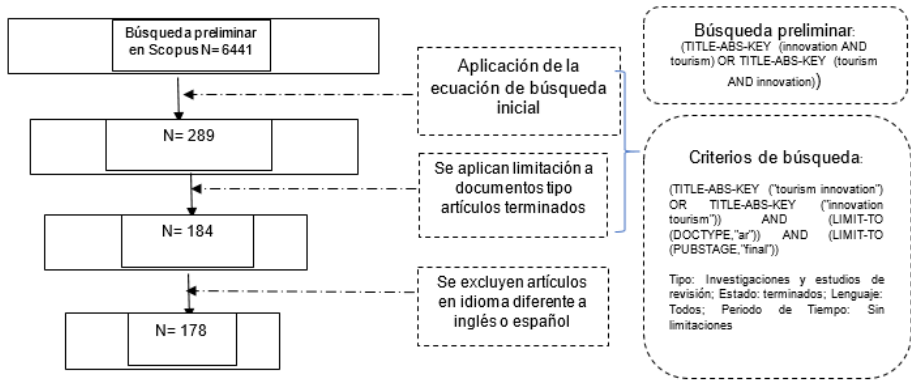 Búsqueda preliminar
en Scopus N= 6441
Aplicación de la
ecuación de búsqueda
inicial
N= 289
Se aplican limitación a
documentos tipo
artículos terminados
N= 184
Se excluyen artículos
en idioma diferente a
inglés o español
N= 178
Búsqueda preliminar:
(TITLE-ABS-KEY (innovation AND
tourism) OR TITLE-ABS-KEY (tourism
AND innovation))
Criterios de búsqueda:
(TITLE-ABS-KEY ("tourism innovation")
OR TITLE-ABS-KEY ("innovation
tourism")) AND (LIMIT-TO
(DOCTYPE,"ar")) AND (LIMIT-TO
(PUBSTAGE,"final"))
Tipo: Investigaciones y estudios de
revisión; Estado: terminados; Lenguaje:
Todos; Periodo de Tiempo: Sin
limitaciones